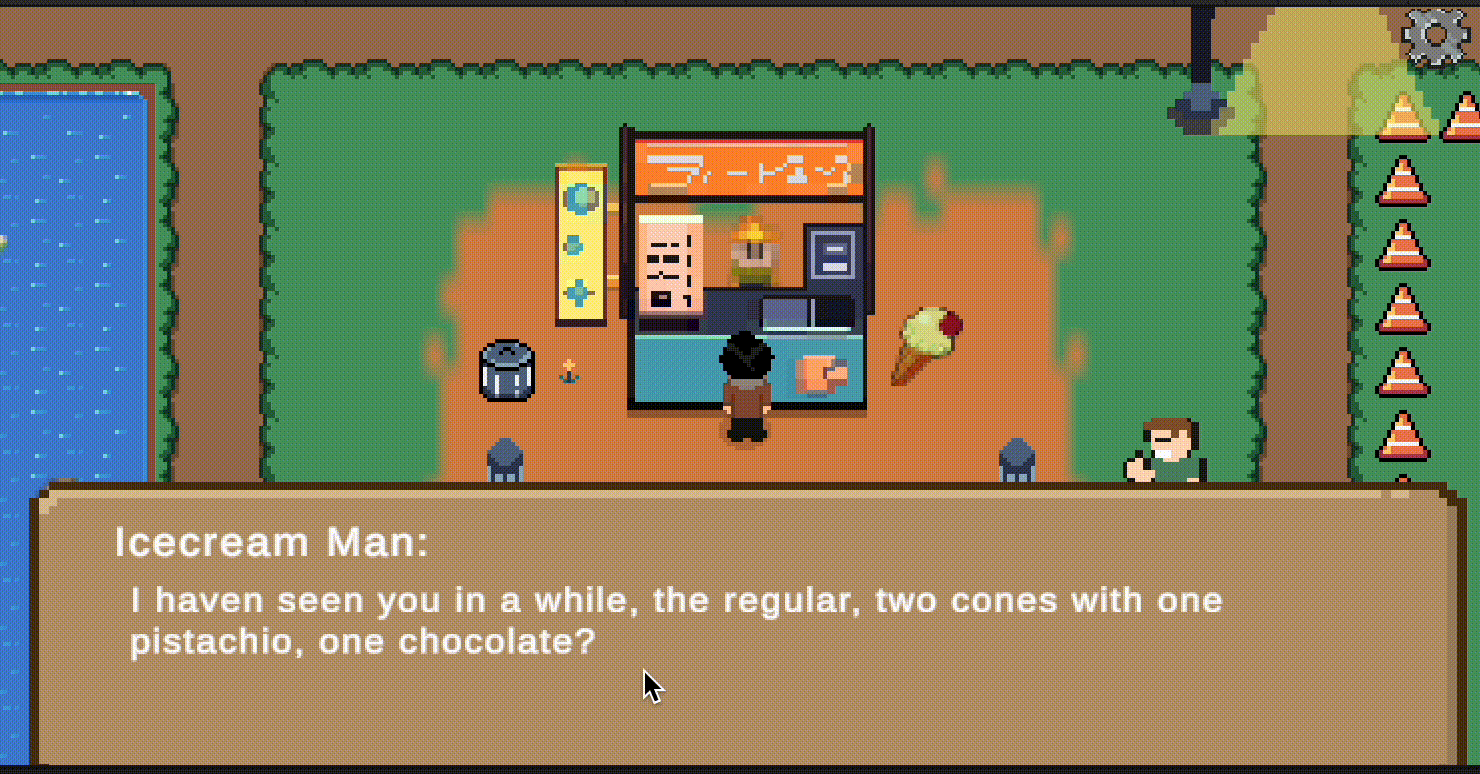 Icecream Man:
I haven seen you in a while, the regular, two cones with one
pistachio, one chocolate?